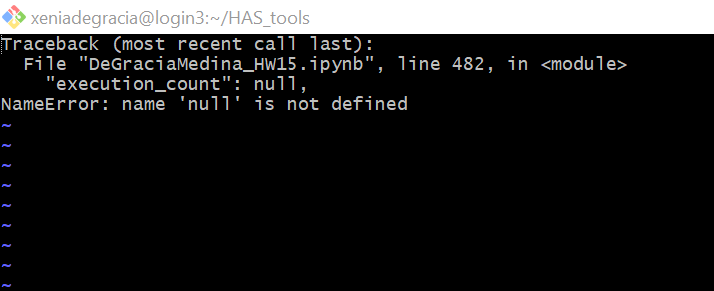 xeniadegracia@login3:~/HAS_tools
Traceback (most recent call last):
  File "DeGraciaMedina_HW15.ipynb", line 482, in <module>
    "execution_count": null,
NameError: name 'null' is not defined
~
~
~
~
~
~
~
~
~